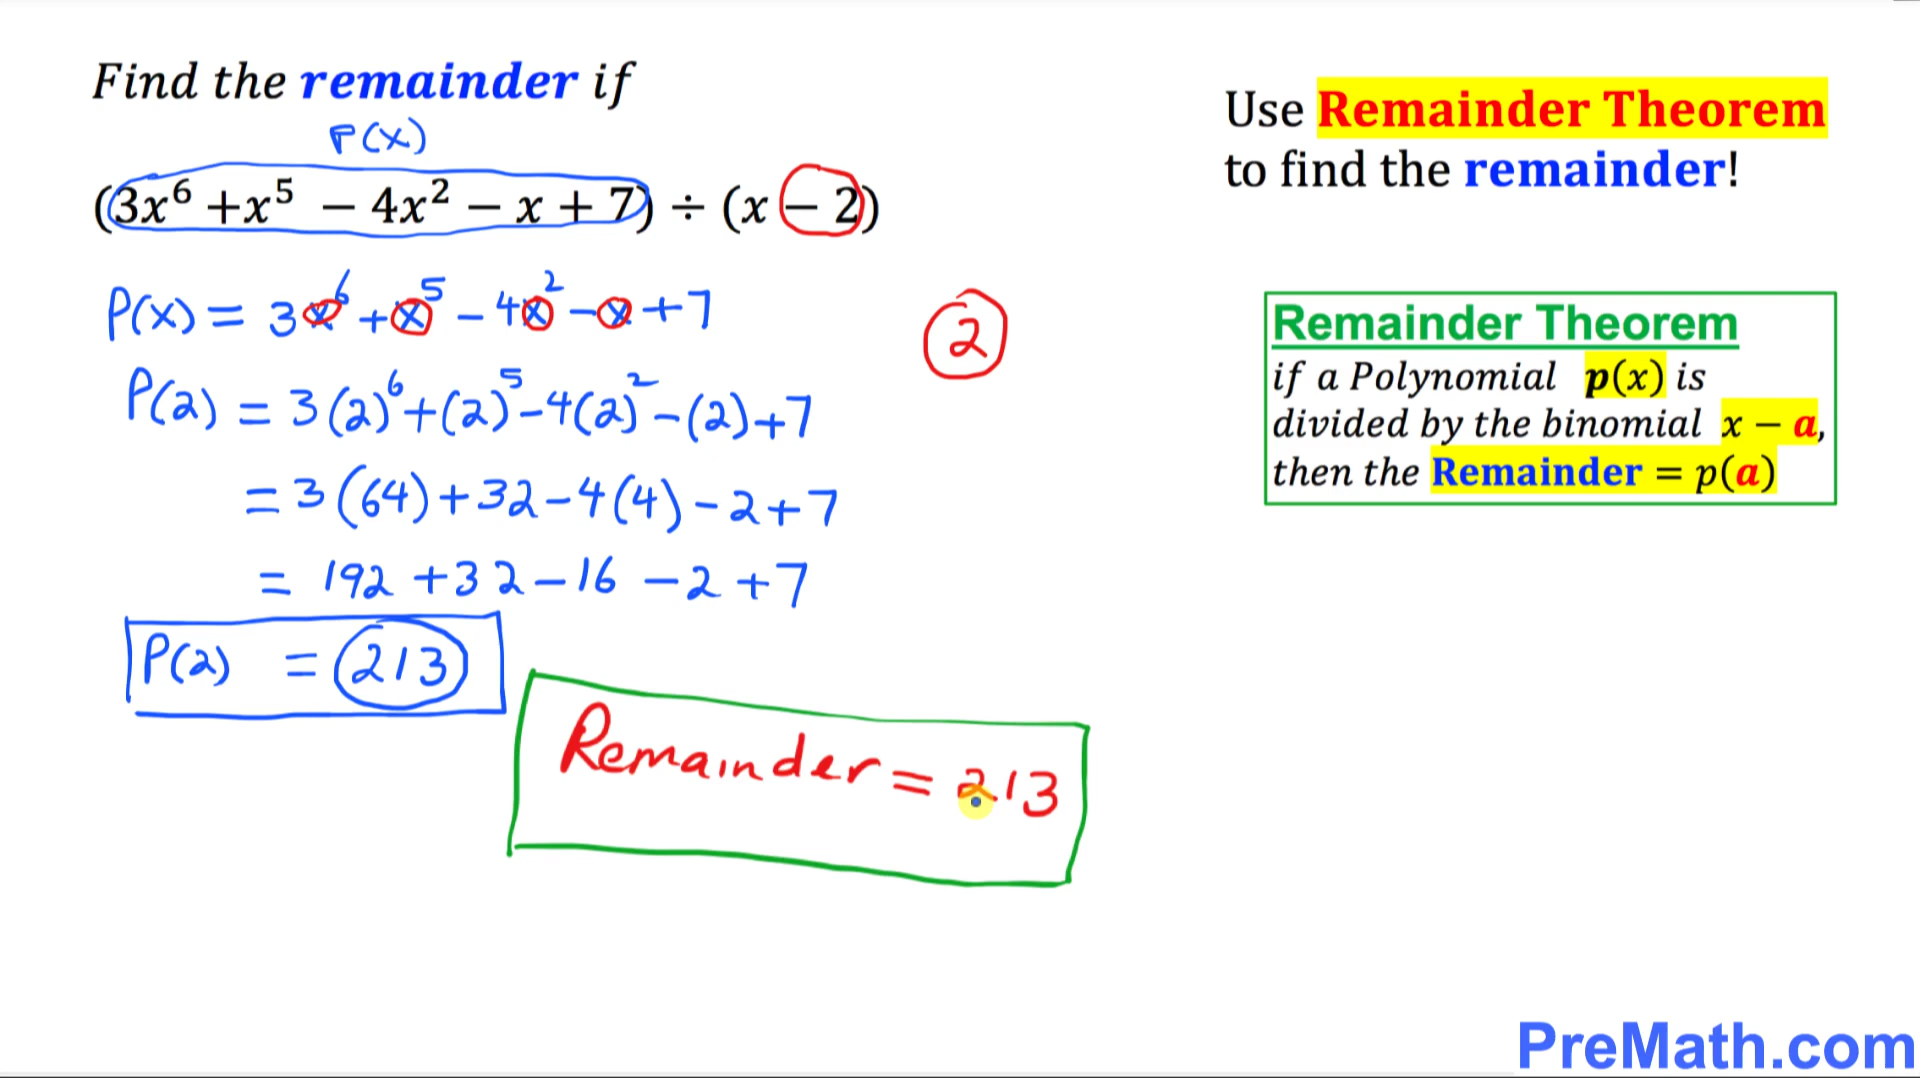 Find the remainder if
P(x)
(3x⁶ +x⁵ − 4x² − x + 7) ÷ (x − 2)
P(x) = 3x⁶ + x⁵ − 4x² − x + 7
2
P(2) = 3(2)⁶ + (2)⁵ − 4(2)² − (2) + 7
= 3(64) + 32 − 4(4) − 2 + 7
= 192 + 32 − 16 − 2 + 7
P(2) = 213
Remainder = 213
Use Remainder Theorem
to find the remainder!
Remainder Theorem
if a Polynomial p(x) is
divided by the binomial x − a,
then the Remainder = p(a)
PreMath.com